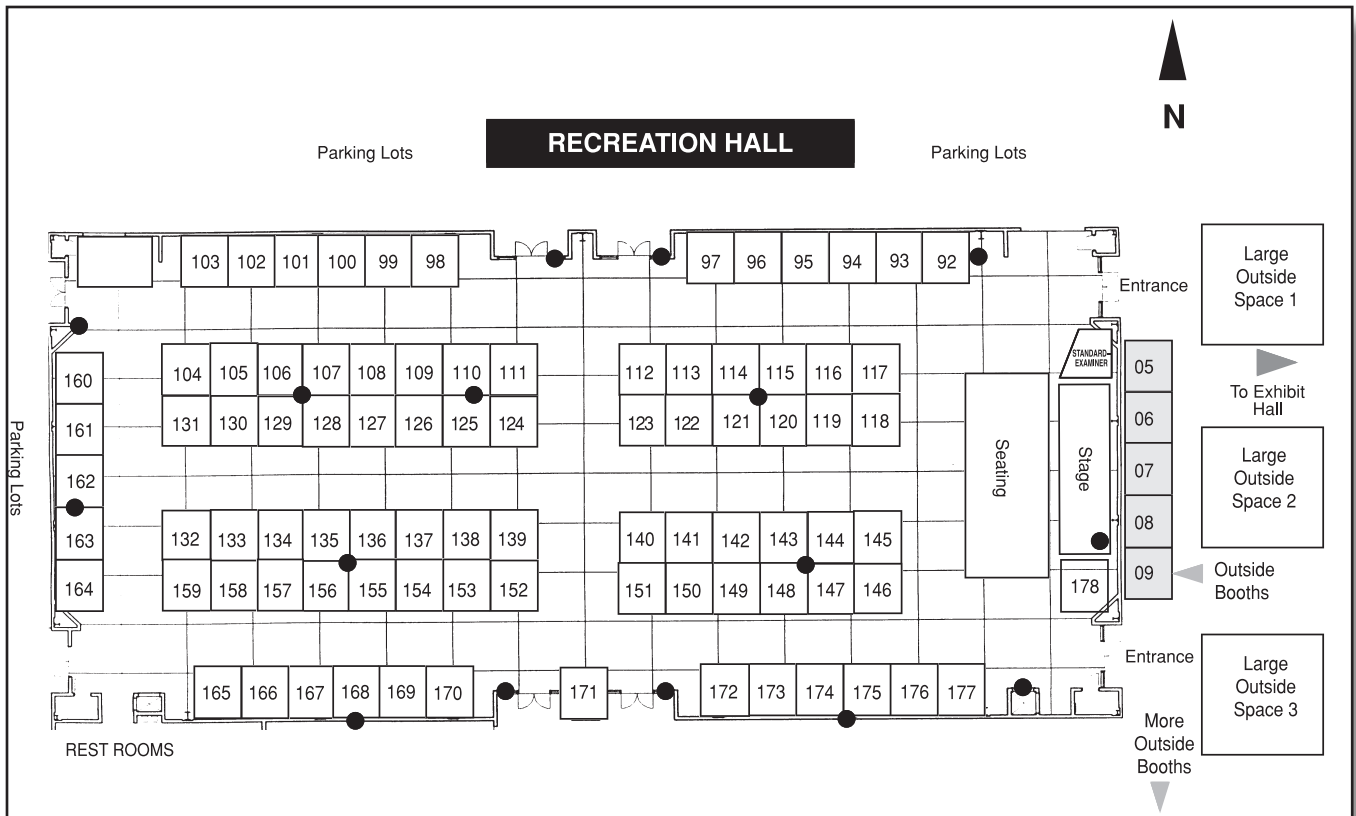 N
RECREATION HALL
Parking Lots
Parking Lots
103 102 101 100 99 98
97 96 95 94 93 92
Entrance
Large
Outside
Space 1
104 105 106 107 108 109 110 111
112 113 114 115 116 117
STANDARD-
EXAMINER
131 130 129 128 127 126 125 124
123 122 121 120 119 118
160
161
162
163
164
Parking Lots
Seating
Stage
05
06
07
08
09
To Exhibit
Hall
Large
Outside
Space 2
132 133 134 135 136 137 138 139
140 141 142 143 144 145
159 158 157 156 155 154 153 152
151 150 149 148 147 146
178
Outside
Booths
Entrance
165 166 167 168 169 170
171
172 173 174 175 176 177
Large
Outside
Space 3
REST ROOMS
More
Outside
Booths